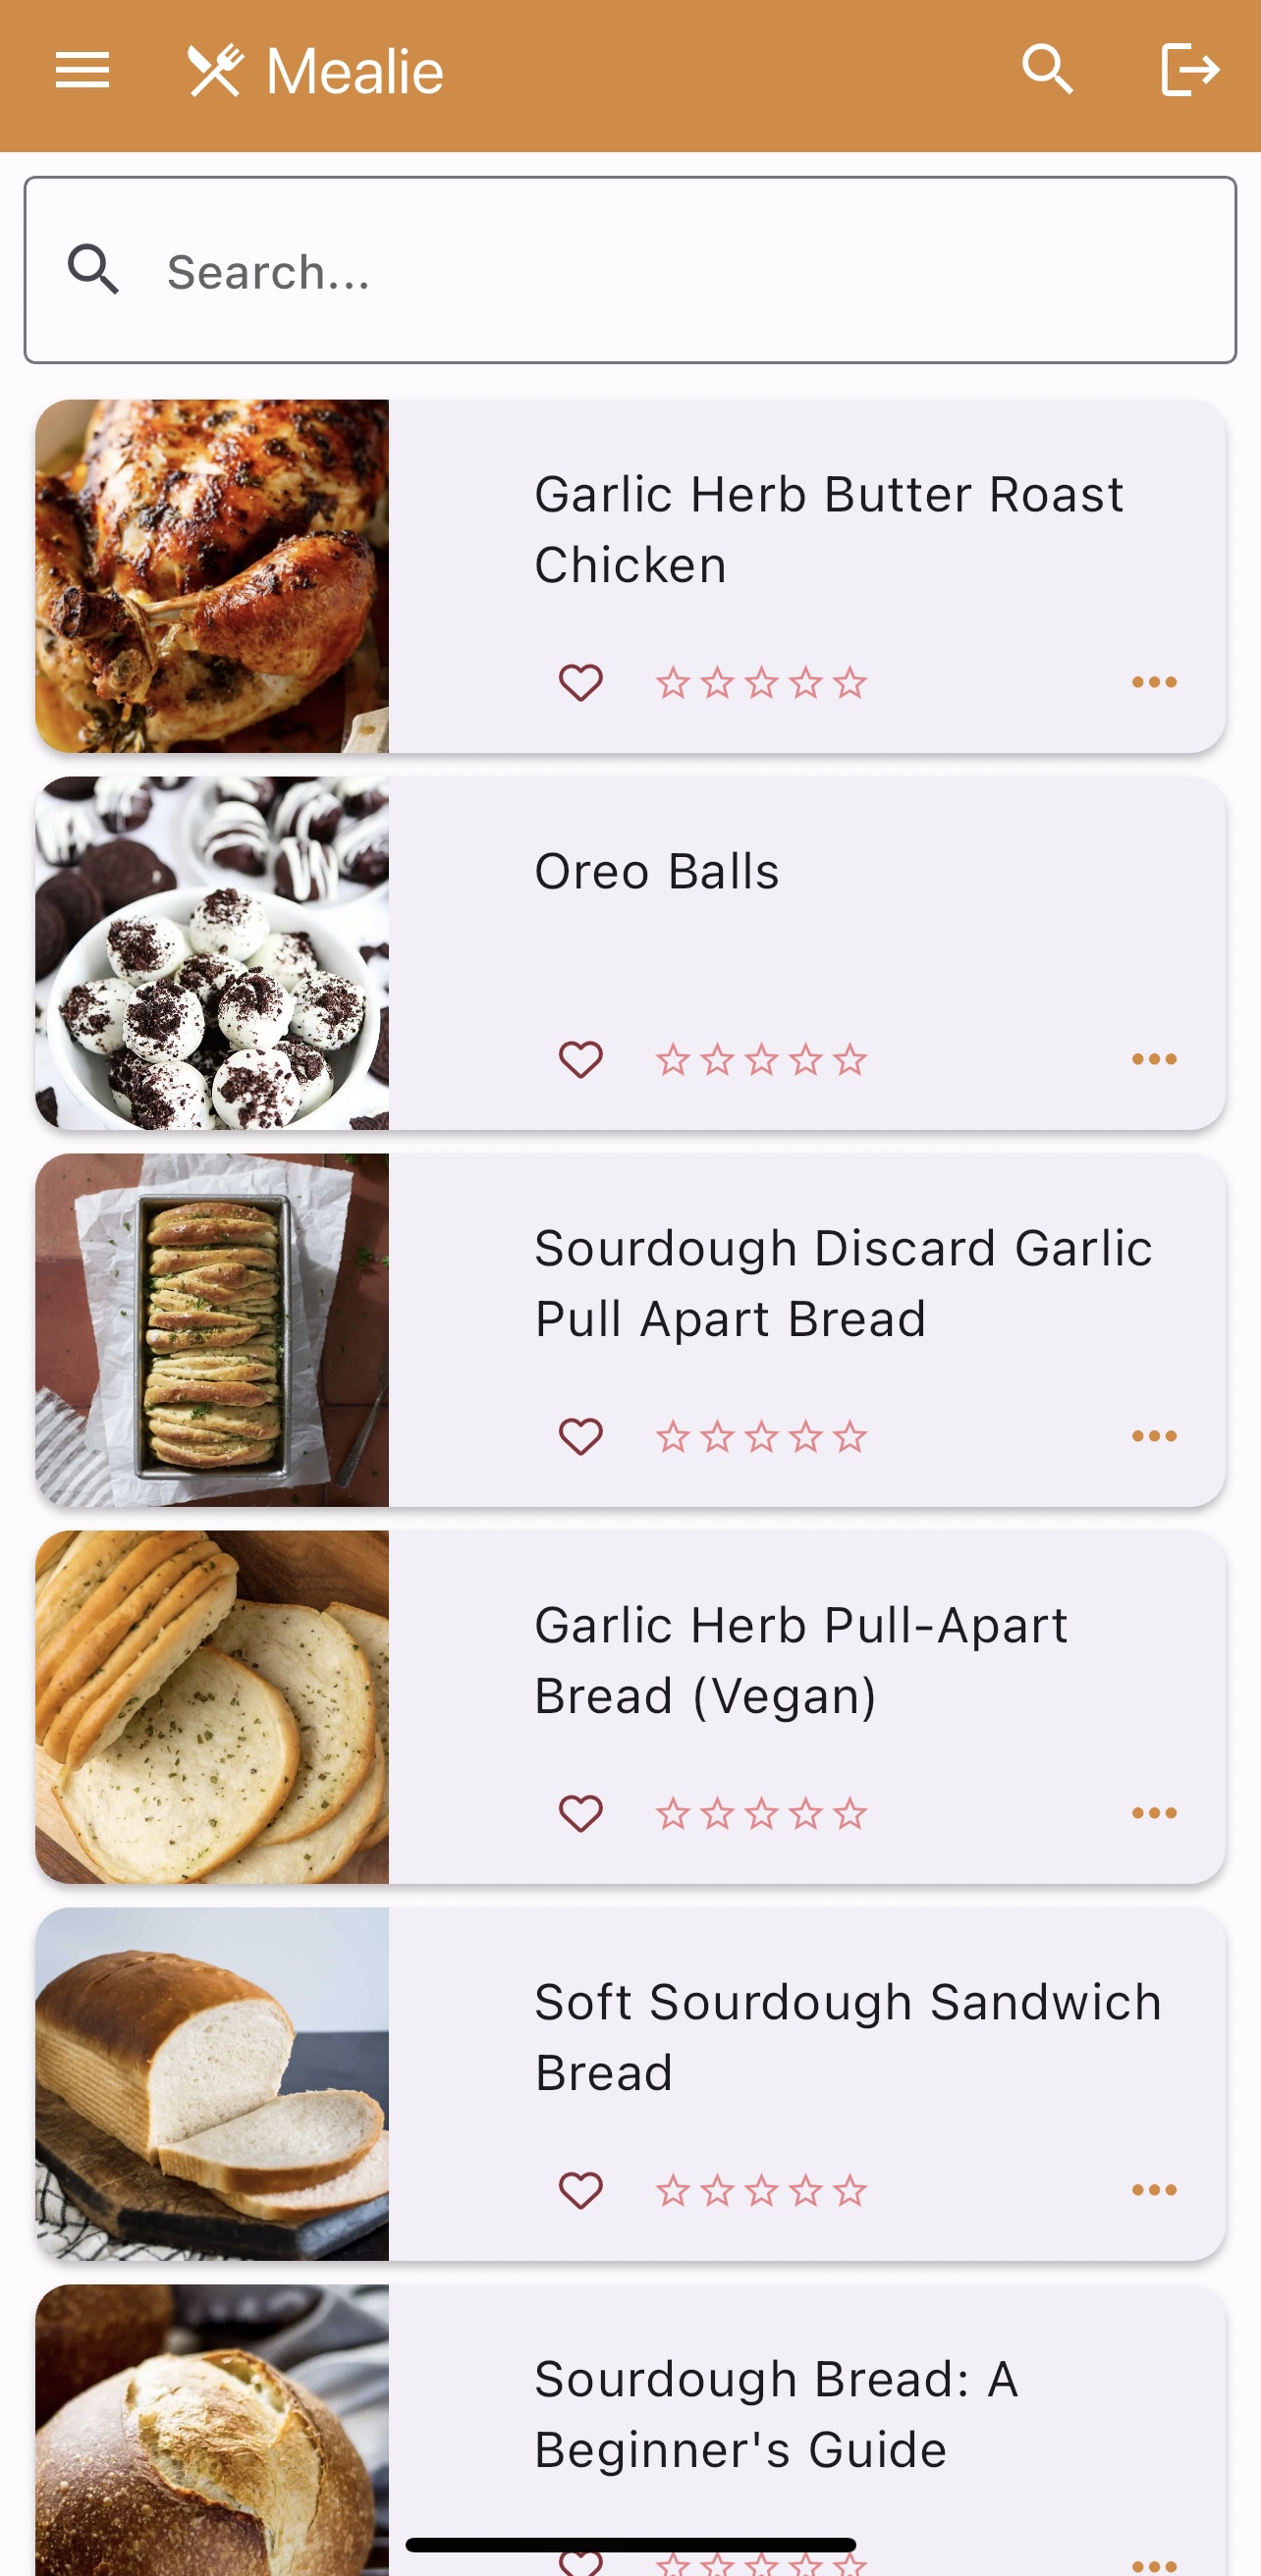 Mealie
Search...
Garlic Herb Butter Roast
Chicken
Oreo Balls
Sourdough Discard Garlic
Pull Apart Bread
Garlic Herb Pull-Apart
Bread (Vegan)
Soft Sourdough Sandwich
Bread
Sourdough Bread: A
Beginner's Guide